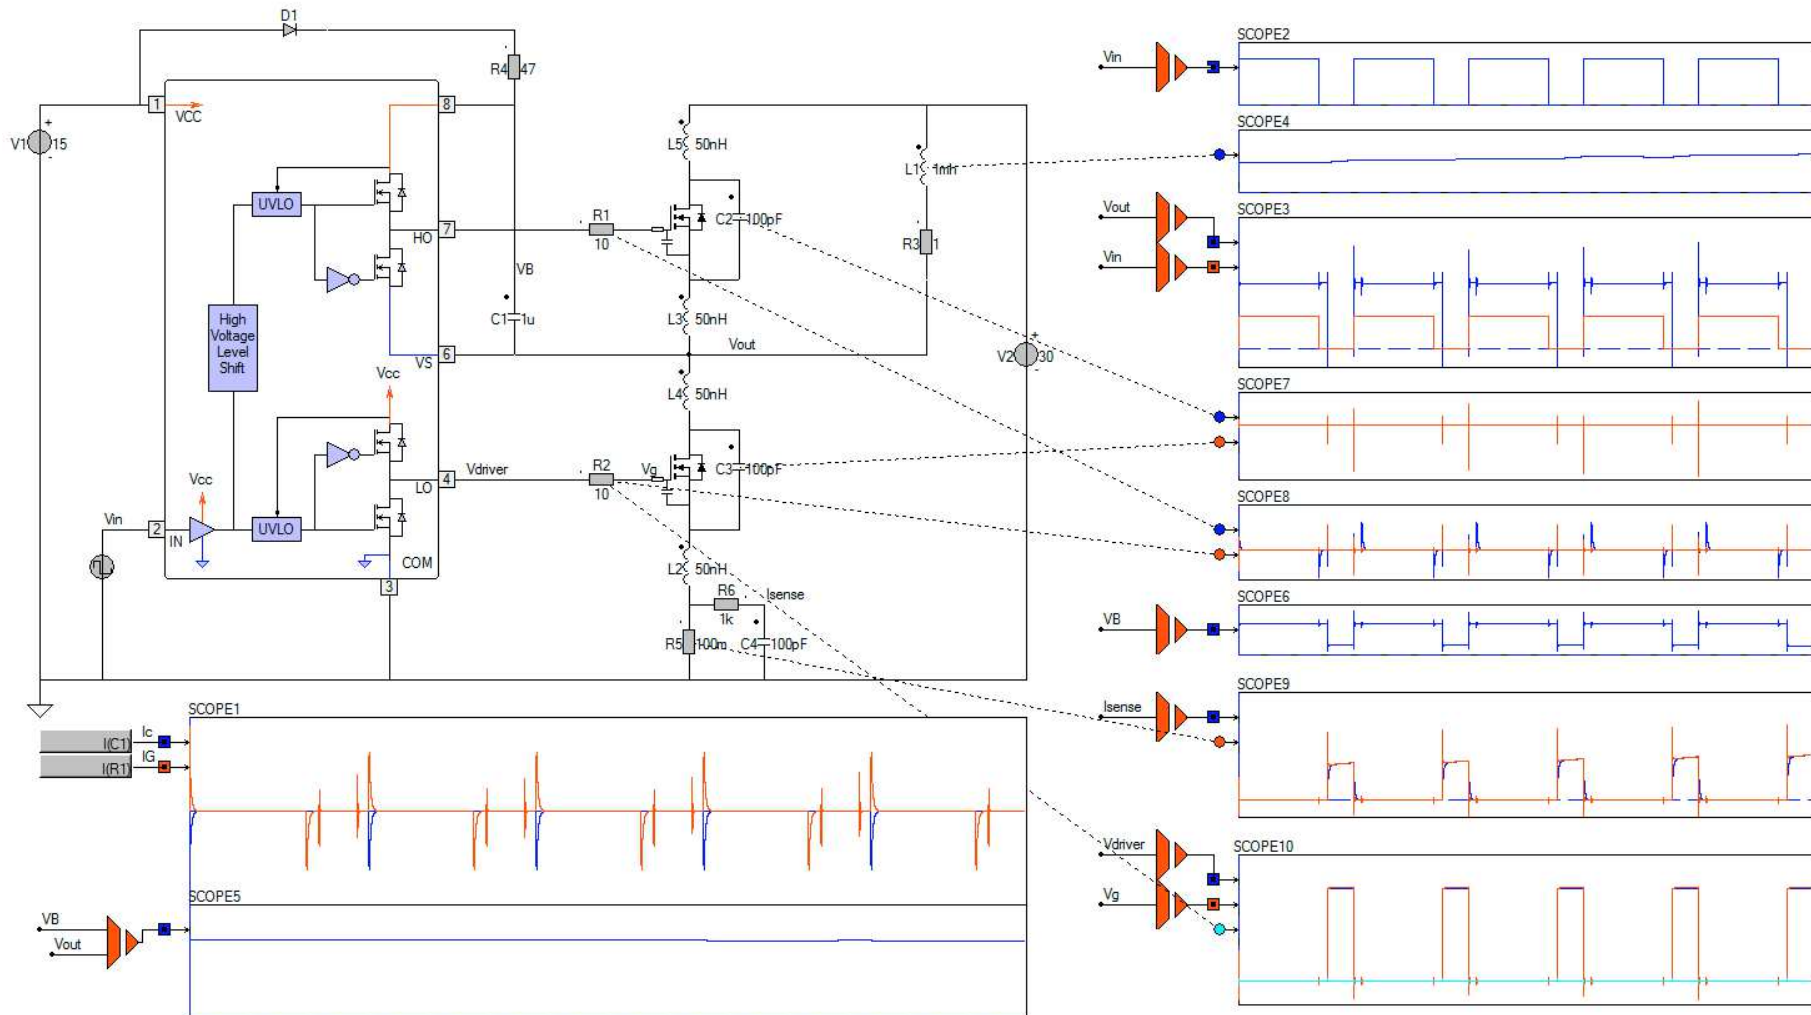 D1
R4 47
1
VCC
8
V1 15
+
-
UVLO
HO
7
R1
10
VB
High
Voltage
Level
Shift
C1 1u
VS
6
Vcc
L5 50nH
C2 100pF
L1 1mh
R3 1
L3 50nH
Vout
V2 30
+
-
L4 50nH
Vdriver
LO
4
R2
10
Vg
C3 100pF
Vcc
Vin
2
IN
UVLO
COM
3
L2 50nH
R6
1k
Isense
R5 100m
C4 100pF
SCOPE1
Ic
I(C1)
IG
I(R1)
SCOPE5
VB
Vout
SCOPE2
Vin
SCOPE4
SCOPE3
Vout
Vin
SCOPE7
SCOPE8
SCOPE6
VB
SCOPE9
Isense
SCOPE10
Vdriver
Vg